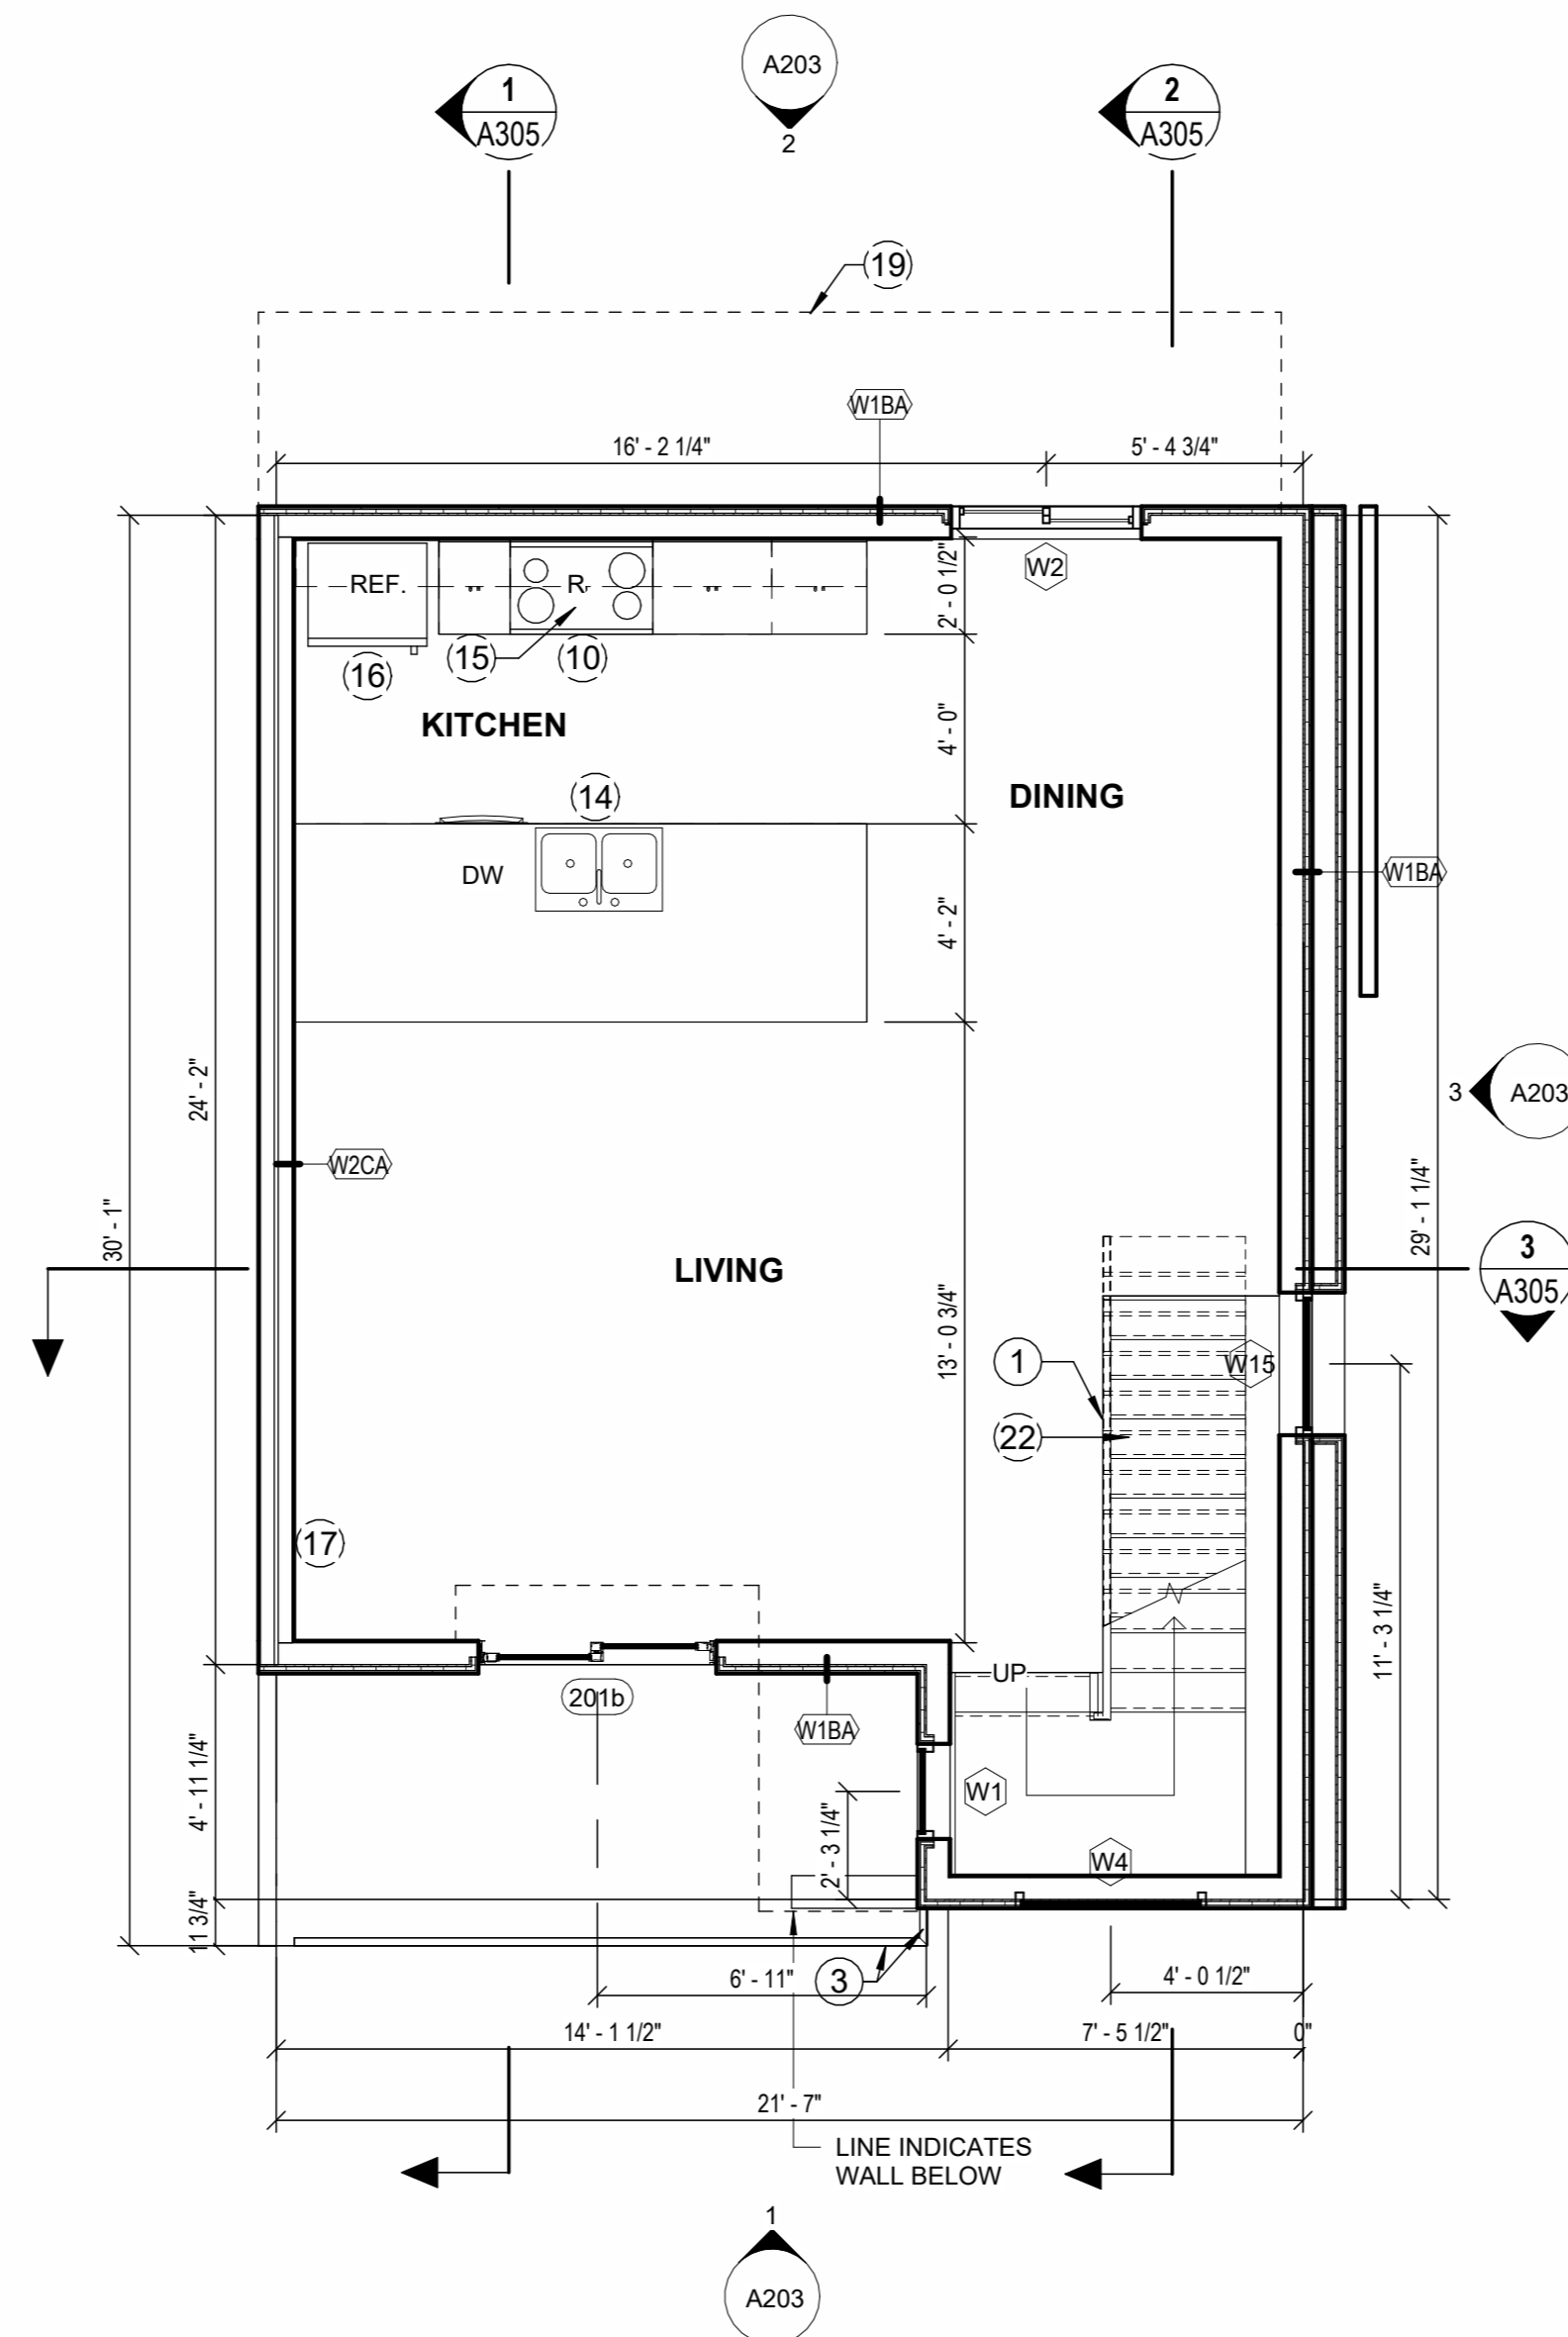 A203
2
1
A305
2
A305
19
W1BA
16' - 2 1/4"
5' - 4 3/4"
REF.
R.
W2
2' - 0 1/2"
16
15
10
KITCHEN
4' - 0"
DINING
14
DW
W1BA
4' - 2"
24' - 2"
3
A203
W2CA
30' - 1"
29' - 1 1/4"
LIVING
3
A305
13' - 0 3/4"
1
W15
22
17
11' - 3 1/4"
UP
201b
W1BA
4' - 11 1/4"
W1
2' - 3 1/4"
W4
11 3/4"
6' - 11"
3
4' - 0 1/2"
14' - 1 1/2"
7' - 5 1/2"
0"
21' - 7"
LINE INDICATES
WALL BELOW
1
A203